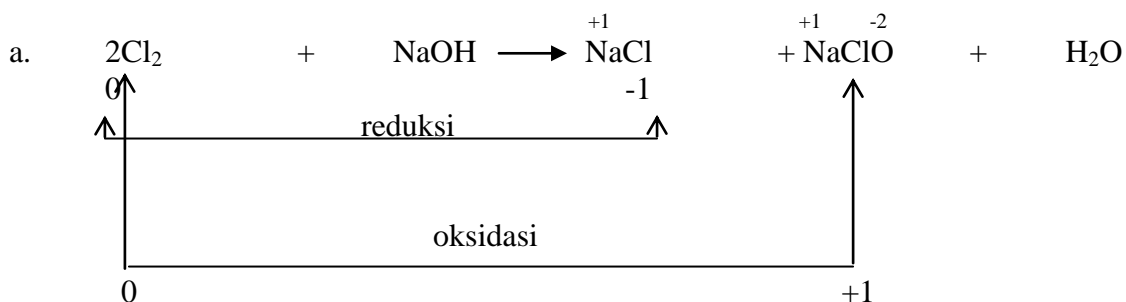 +1 +1 -2
a. 2Cl₂ + NaOH → NaCl + NaClO + H₂O
0 -1
reduksi
oksidasi
0 +1